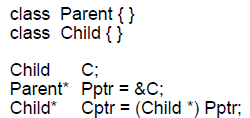 class Parent { }
class Child { }
Child C;
Parent* Pptr = &C;
Child* Cptr = (Child *) Pptr;